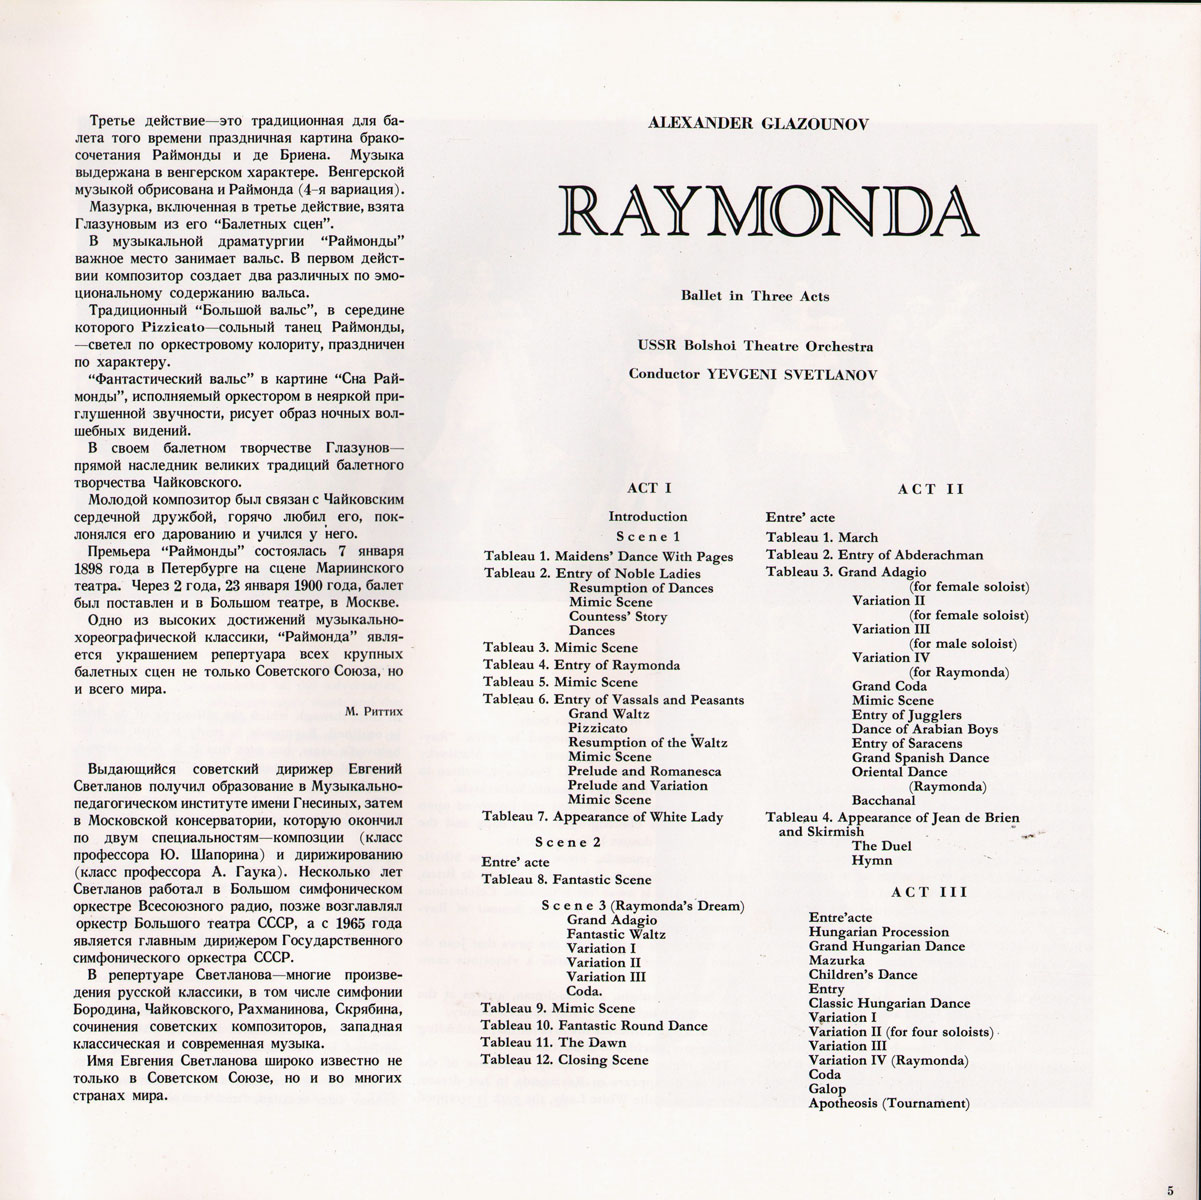 Третье действие—это традиционная для ба-
лета того времени праздничная картина брако-
сочетания Раймонды и де Бриена. Музыка
выдержана в венгерском характере. Венгерской
музыкой обрисована и Раймонда (4-я вариация).
Мазурка, включенная в третье действие, взята
Глазуновым из его “Балетных сцен”.
В музыкальной драматургии “Раймонды”
важное место занимает вальс. В первом дейст-
вии композитор создает два различных по эмо-
циональному содержанию вальса.
Традиционный “Большой вальс”, в середине
которого Pizzicato—сольный танец Раймонды,
—светел по оркестровому колориту, праздничен
по характеру.
“Фантастический вальс” в картине “Сна Рай-
монды”, исполняемый оркестором в неяркой при-
глушенной звучности, рисует образ ночных вол-
шебных видений.
В своем балетном творчестве Глазунов—
прямой наследник великих традиций балетного
творчества Чайковского.
Молодой композитор был связан с Чайковским
сердечной дружбой, горячо любил его, пок-
лонялся его дарованию и учился у него.
Премьера “Раймонды” состоялась 7 января
1898 года в Петербурге на сцене Мариинского
театра. Через 2 года, 23 января 1900 года, балет
был поставлен и в Большом театре, в Москве.
Одно из высоких достижений музыкально-
хореографической классики, “Раймонда” явля-
ется украшением репертуара всех крупных
балетных сцен не только Советского Союза, но
и всего мира.
М. Риттих
Выдающийся советский дирижер Евгений
Светланов получил образование в Музыкально-
педагогическом институте имени Гнесиных, затем
в Московской консерватории, которую окончил
по двум специальностям—композции (класс
профессора Ю. Шапорина) и дирижированию
(класс профессора А. Гаука). Несколько лет
Светланов работал в Большом симфоническом
оркестре Всесоюзного радио, позже возглавлял
оркестр Большого театра СССР, а с 1965 года
является главным дирижером Государственного
симфонического оркестра СССР.
В репертуаре Светланова—многие произве-
дения русской классики, в том числе симфонии
Бородина, Чайковского, Рахманинова, Скрябина,
сочинения советских композиторов, западная
классическая и современная музыка.
Имя Евгения Светланова широко известно не
только в Советском Союзе, но и во многих
странах мира.
ALEXANDER GLAZOUNOV
RAYMONDA
Ballet in Three Acts
USSR Bolshoi Theatre Orchestra
Conductor YEVGENI SVETLANOV
ACT I
Introduction
Scene 1
Tableau 1. Maidens’ Dance With Pages
Tableau 2. Entry of Noble Ladies
Resumption of Dances
Mimic Scene
Countess’ Story
Dances
Tableau 3. Mimic Scene
Tableau 4. Entry of Raymonda
Tableau 5. Mimic Scene
Tableau 6. Entry of Vassals and Peasants
Grand Waltz
Pizzicato
Resumption of the Waltz
Mimic Scene
Prelude and Romanesca
Prelude and Variation
Mimic Scene
Tableau 7. Appearance of White Lady
Scene 2
Entre’ acte
Tableau 8. Fantastic Scene
Scene 3 (Raymonda’s Dream)
Grand Adagio
Fantastic Waltz
Variation I
Variation II
Variation III
Coda.
Tableau 9. Mimic Scene
Tableau 10. Fantastic Round Dance
Tableau 11. The Dawn
Tableau 12. Closing Scene
ACT II
Entre’ acte
Tableau 1. March
Tableau 2. Entry of Abderachman
Tableau 3. Grand Adagio
(for female soloist)
Variation II
(for female soloist)
Variation III
(for male soloist)
Variation IV
(for Raymonda)
Grand Coda
Mimic Scene
Entry of Jugglers
Dance of Arabian Boys
Entry of Saracens
Grand Spanish Dance
Oriental Dance
(Raymonda)
Bacchanal
Tableau 4. Appearance of Jean de Brien
and Skirmish
The Duel
Hymn
ACT III
Entre’acte
Hungarian Procession
Grand Hungarian Dance
Mazurka
Children’s Dance
Entry
Classic Hungarian Dance
Variation I
Variation II (for four soloists)
Variation III
Variation IV (Raymonda)
Coda
Galop
Apotheosis (Tournament)
5